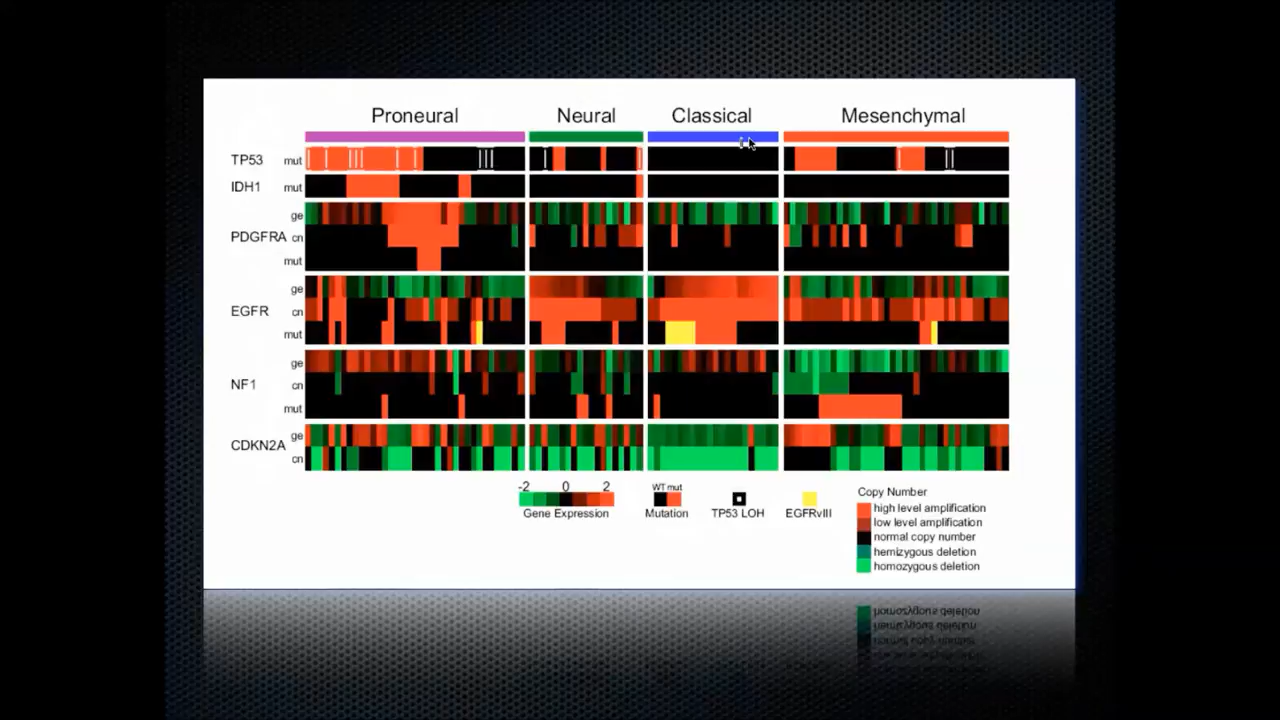 Proneural Neural Classical Mesenchymal
TP53 mut
IDH1 mut
ge
PDGFRA cn
mut
ge
EGFR cn
mut
ge
NF1 cn
mut
CDKN2A ge
cn
-2 0 2
Gene Expression
WT mut
Mutation
TP53 LOH
EGFRvIII
Copy Number
high level amplification
low level amplification
normal copy number
hemizygous deletion
homozygous deletion